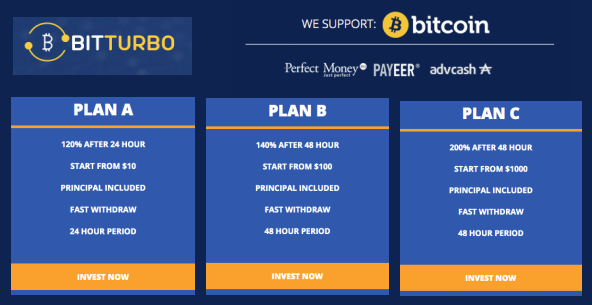 BITTURBO
WE SUPPORT: bitcoin
Perfect Money
Just perfect.
PAYEER®
advcash
PLAN A
120% AFTER 24 HOUR
START FROM $10
PRINCIPAL INCLUDED
FAST WITHDRAW
24 HOUR PERIOD
INVEST NOW
PLAN B
140% AFTER 48 HOUR
START FROM $100
PRINCIPAL INCLUDED
FAST WITHDRAW
48 HOUR PERIOD
INVEST NOW
PLAN C
200% AFTER 48 HOUR
START FROM $1000
PRINCIPAL INCLUDED
FAST WITHDRAW
48 HOUR PERIOD
INVEST NOW